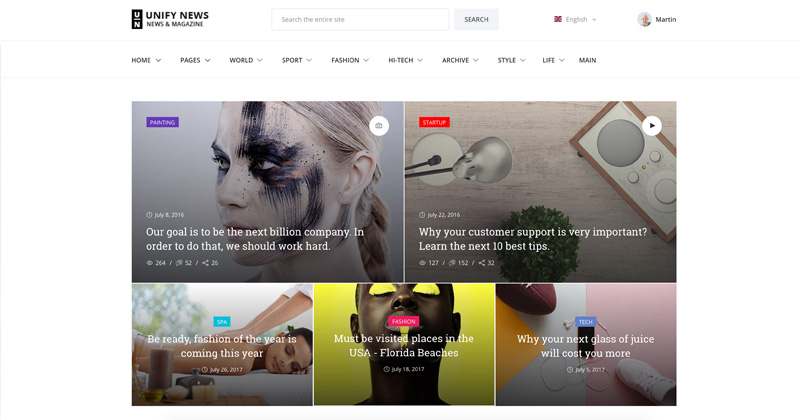 UN
UNIFY NEWS
NEWS & MAGAZINE
Search the entire site
SEARCH
English
Martin
HOME PAGES WORLD SPORT FASHION HI-TECH ARCHIVE STYLE LIFE MAIN
PAINTING
July 8, 2016
Our goal is to be the next billion company. In
order to do that, we should work hard.
264 / 52 / 26
STARTUP
July 22, 2016
Why your customer support is very important?
Learn the next 10 best tips.
127 / 152 / 32
SPA
Be ready, fashion of the year is
coming this year
July 26, 2017
FASHION
Must be visited places in the
USA - Florida Beaches
July 18, 2017
TECH
Why your next glass of juice
will cost you more
July 5, 2017